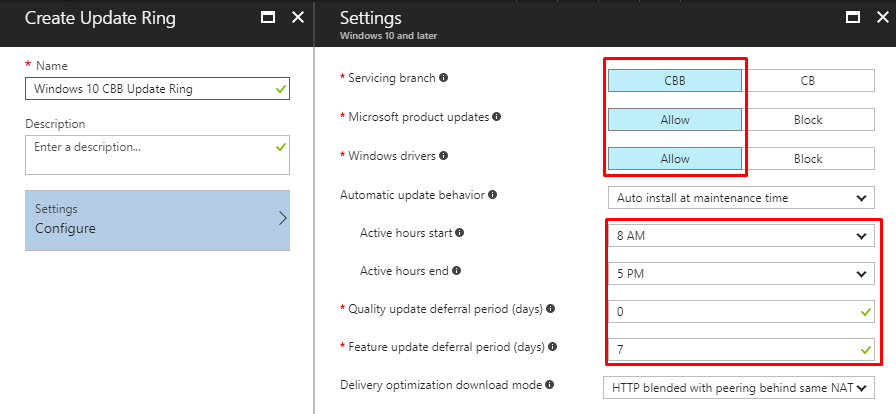 Create Update Ring
* Name
Windows 10 CBB Update Ring
Description
Enter a description...
Settings
Configure
Settings
Windows 10 and later
* Servicing branch
CBB
CB
* Microsoft product updates
Allow
Block
* Windows drivers
Allow
Block
Automatic update behavior
Auto install at maintenance time
Active hours start
8 AM
Active hours end
5 PM
* Quality update deferral period (days)
0
* Feature update deferral period (days)
7
Delivery optimization download mode
HTTP blended with peering behind same NAT